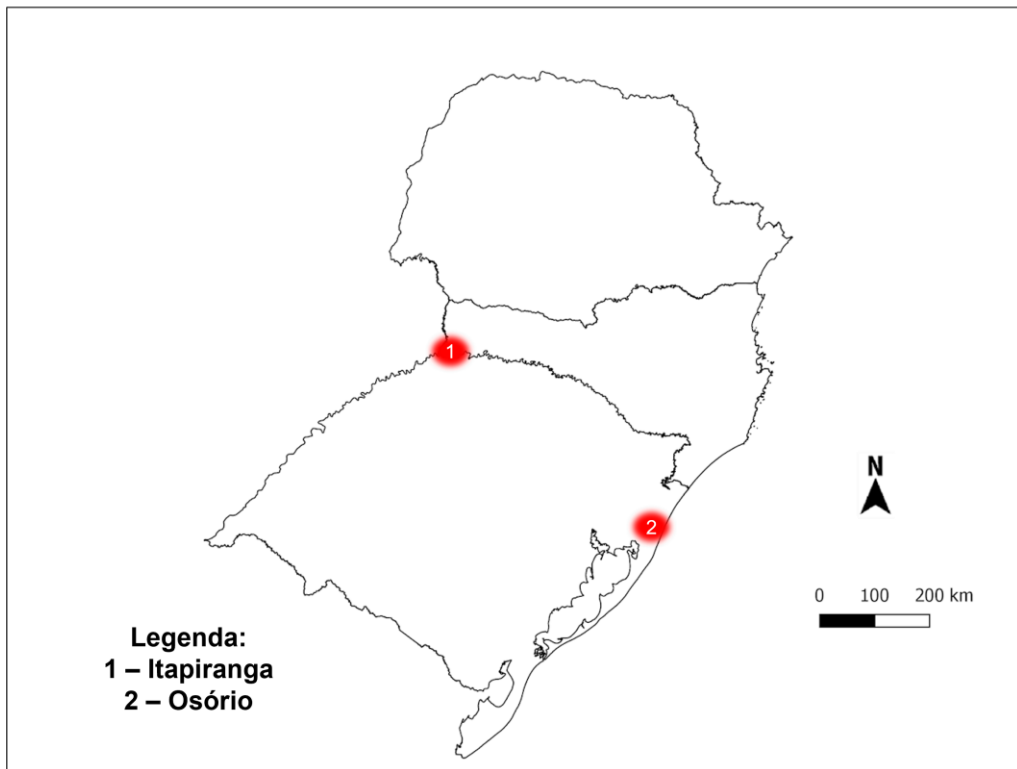 1
2
N
0 100 200 km
Legenda:
1 – Itapiranga
2 – Osório